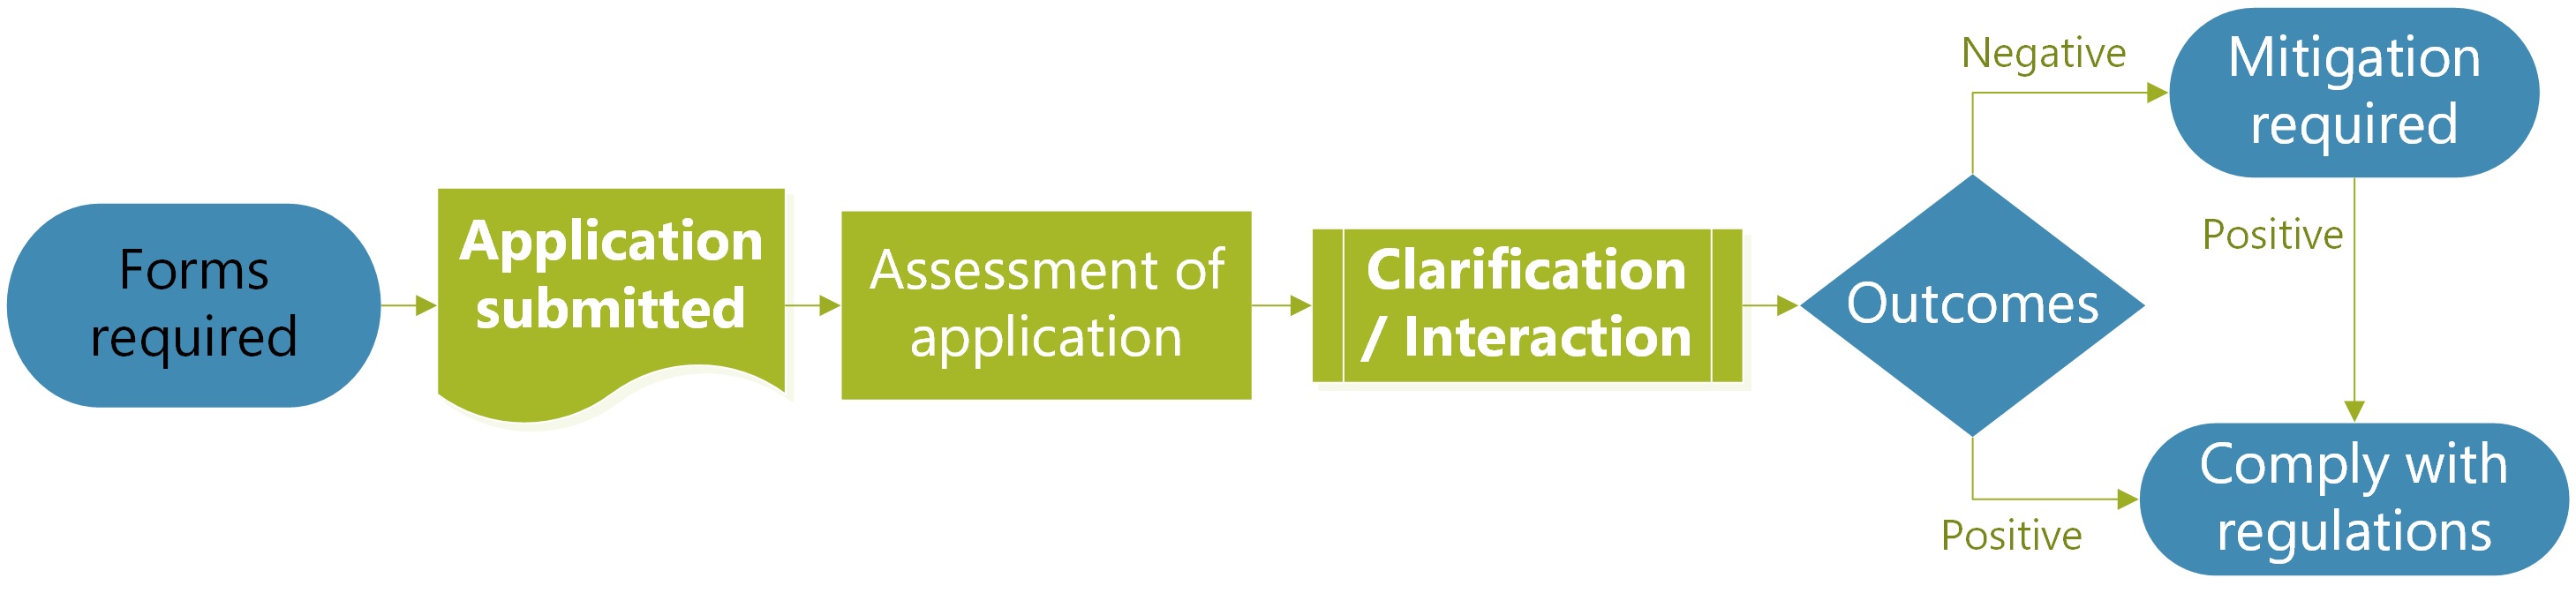 Forms
required
Application
submitted
Assessment of
application
Clarification
/ Interaction
Outcomes
Negative
Mitigation
required
Positive
Positive
Comply with
regulations